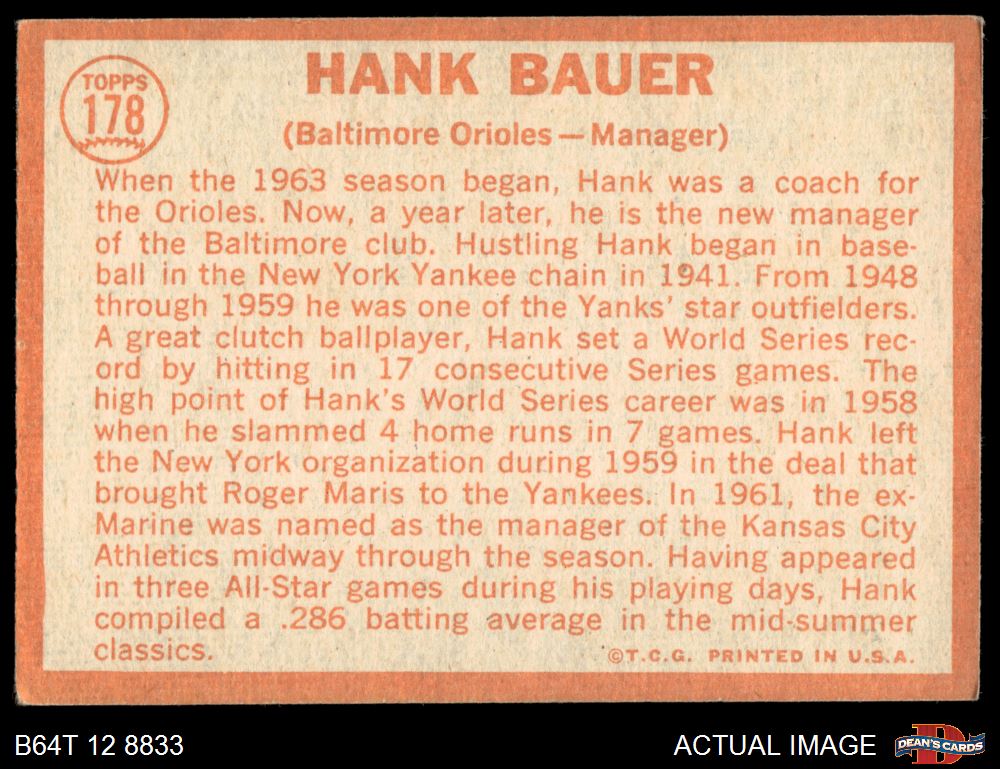 TOPPS
178
HANK BAUER
(Baltimore Orioles — Manager)
When the 1963 season began, Hank was a coach for
the Orioles. Now, a year later, he is the new manager
of the Baltimore club. Hustling Hank began in base-
ball in the New York Yankee chain in 1941. From 1948
through 1959 he was one of the Yanks' star outfielders.
A great clutch ballplayer, Hank set a World Series rec-
ord by hitting in 17 consecutive Series games. The
high point of Hank's World Series career was in 1958
when he slammed 4 home runs in 7 games. Hank left
the New York organization during 1959 in the deal that
brought Roger Maris to the Yankees. In 1961, the ex-
Marine was named as the manager of the Kansas City
Athletics midway through the season. Having appeared
in three All-Star games during his playing days, Hank
compiled a .286 batting average in the mid-summer
classics.
©T.C.G. PRINTED IN U.S.A.
B64T 12 8833
ACTUAL IMAGE
D
DEAN'S CARDS